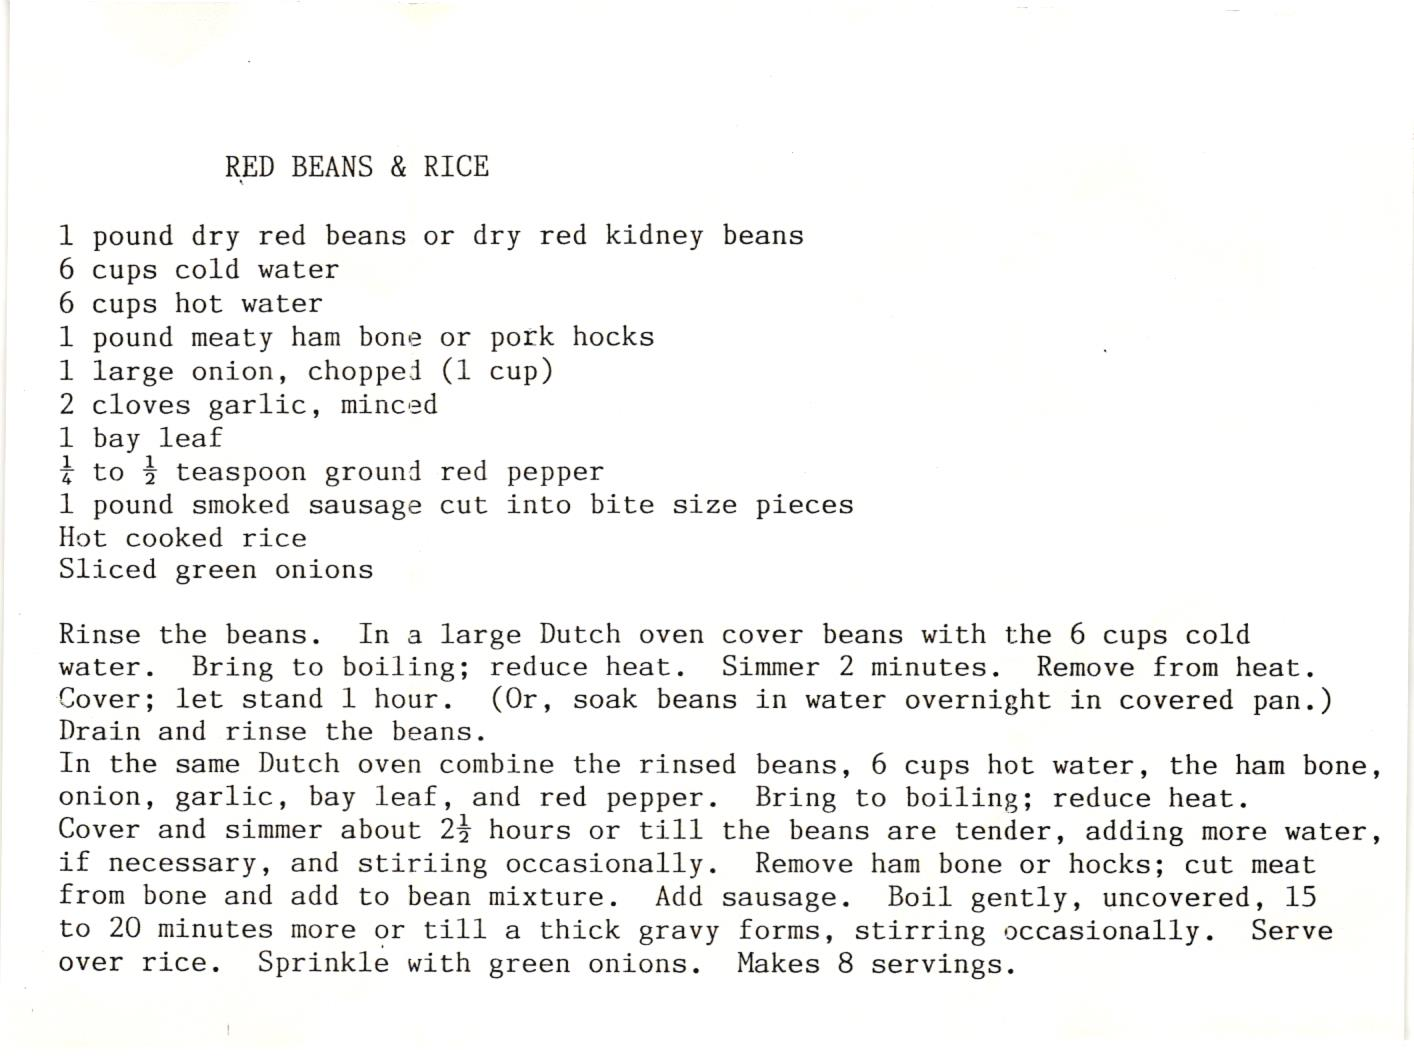 RED BEANS & RICE
1 pound dry red beans or dry red kidney beans
6 cups cold water
6 cups hot water
1 pound meaty ham bone or pork hocks
1 large onion, chopped (1 cup)
2 cloves garlic, minced
1 bay leaf
¼ to ½ teaspoon ground red pepper
1 pound smoked sausage cut into bite size pieces
Hot cooked rice
Sliced green onions
Rinse the beans. In a large Dutch oven cover beans with the 6 cups cold
water. Bring to boiling; reduce heat. Simmer 2 minutes. Remove from heat.
Cover; let stand 1 hour. (Or, soak beans in water overnight in covered pan.)
Drain and rinse the beans.
In the same Dutch oven combine the rinsed beans, 6 cups hot water, the ham bone,
onion, garlic, bay leaf, and red pepper. Bring to boiling; reduce heat.
Cover and simmer about 2½ hours or till the beans are tender, adding more water,
if necessary, and stiriing occasionally. Remove ham bone or hocks; cut meat
from bone and add to bean mixture. Add sausage. Boil gently, uncovered, 15
to 20 minutes more or till a thick gravy forms, stirring occasionally. Serve
over rice. Sprinkle with green onions. Makes 8 servings.